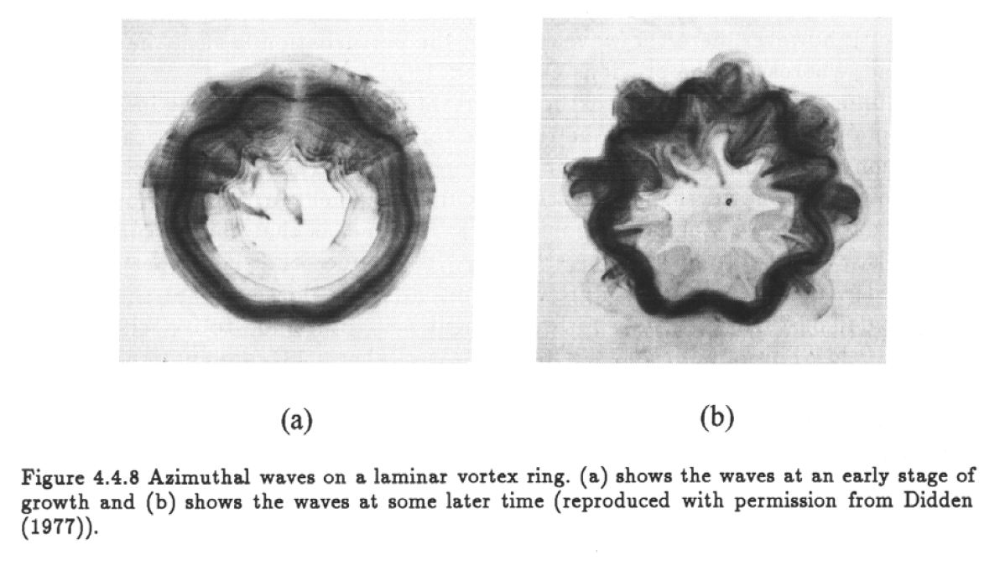 (a)
(b)
Figure 4.4.8 Azimuthal waves on a laminar vortex ring. (a) shows the waves at an early stage of
growth and (b) shows the waves at some later time (reproduced with permission from Didden
(1977)).